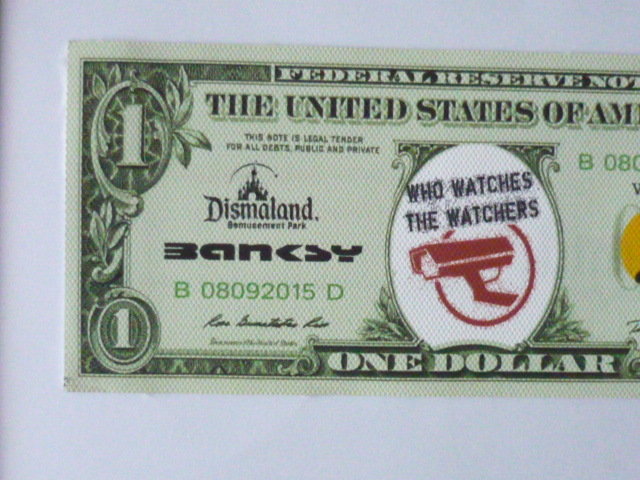 FEDERAL RESERVE NOT
THE UNITED STATES OF AM
1
THIS NOTE IS LEGAL TENDER
FOR ALL DEBTS, PUBLIC AND PRIVATE
B 080
Dismaland.
Bemusement Park
BANKSY
B 08092015 D
WHO WATCHES
THE WATCHERS
1
ONE DOLLAR